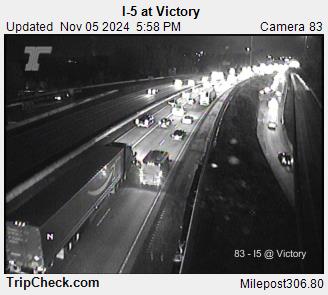 I-5 at Victory
Updated Nov 05 2024 5:58 PM Camera 83
T
N
83 - I5 @ Victory
TripCheck.com Milepost306.80